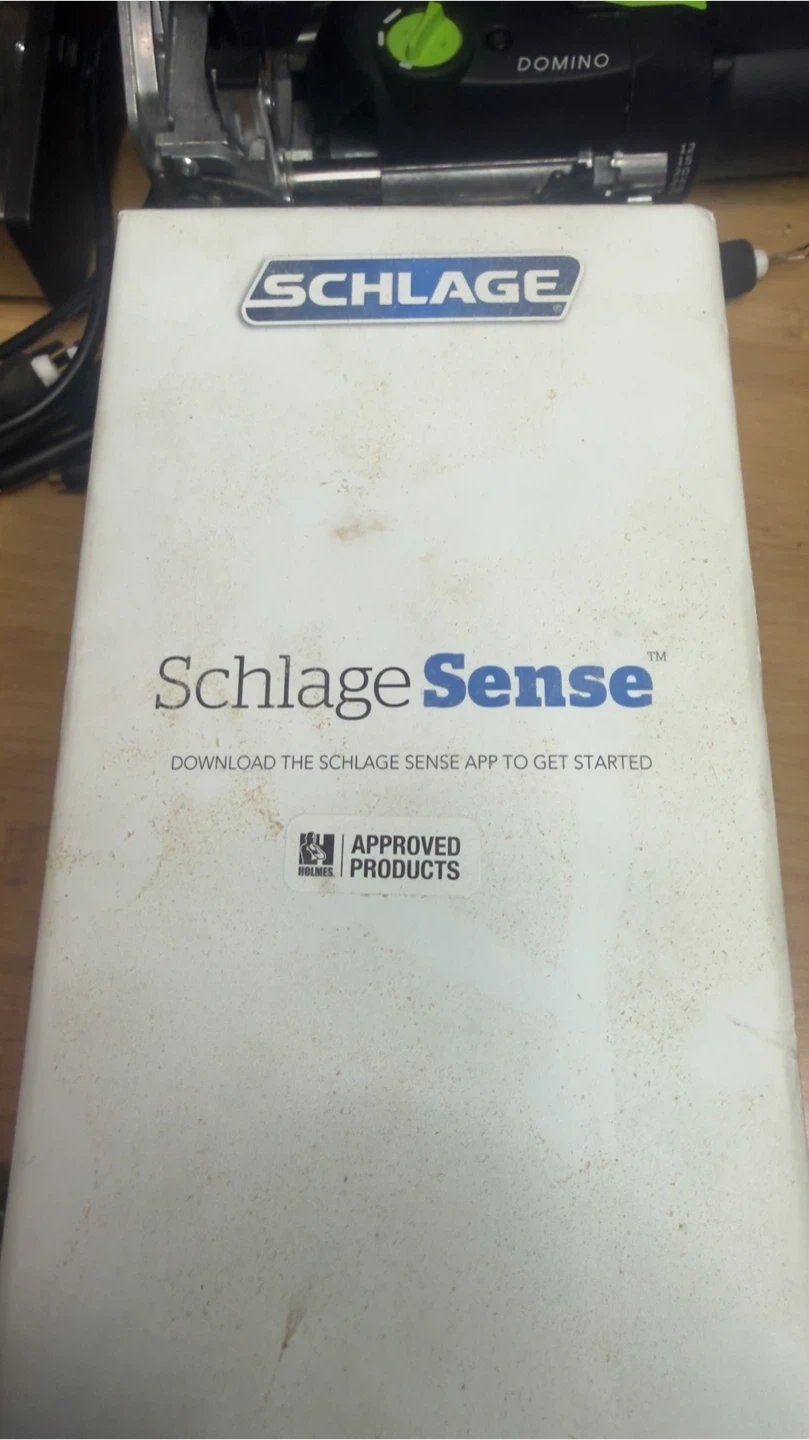 DOMINO
SCHLAGE
Schlage Sense™
DOWNLOAD THE SCHLAGE SENSE APP TO GET STARTED
HOLMES
APPROVED
PRODUCTS